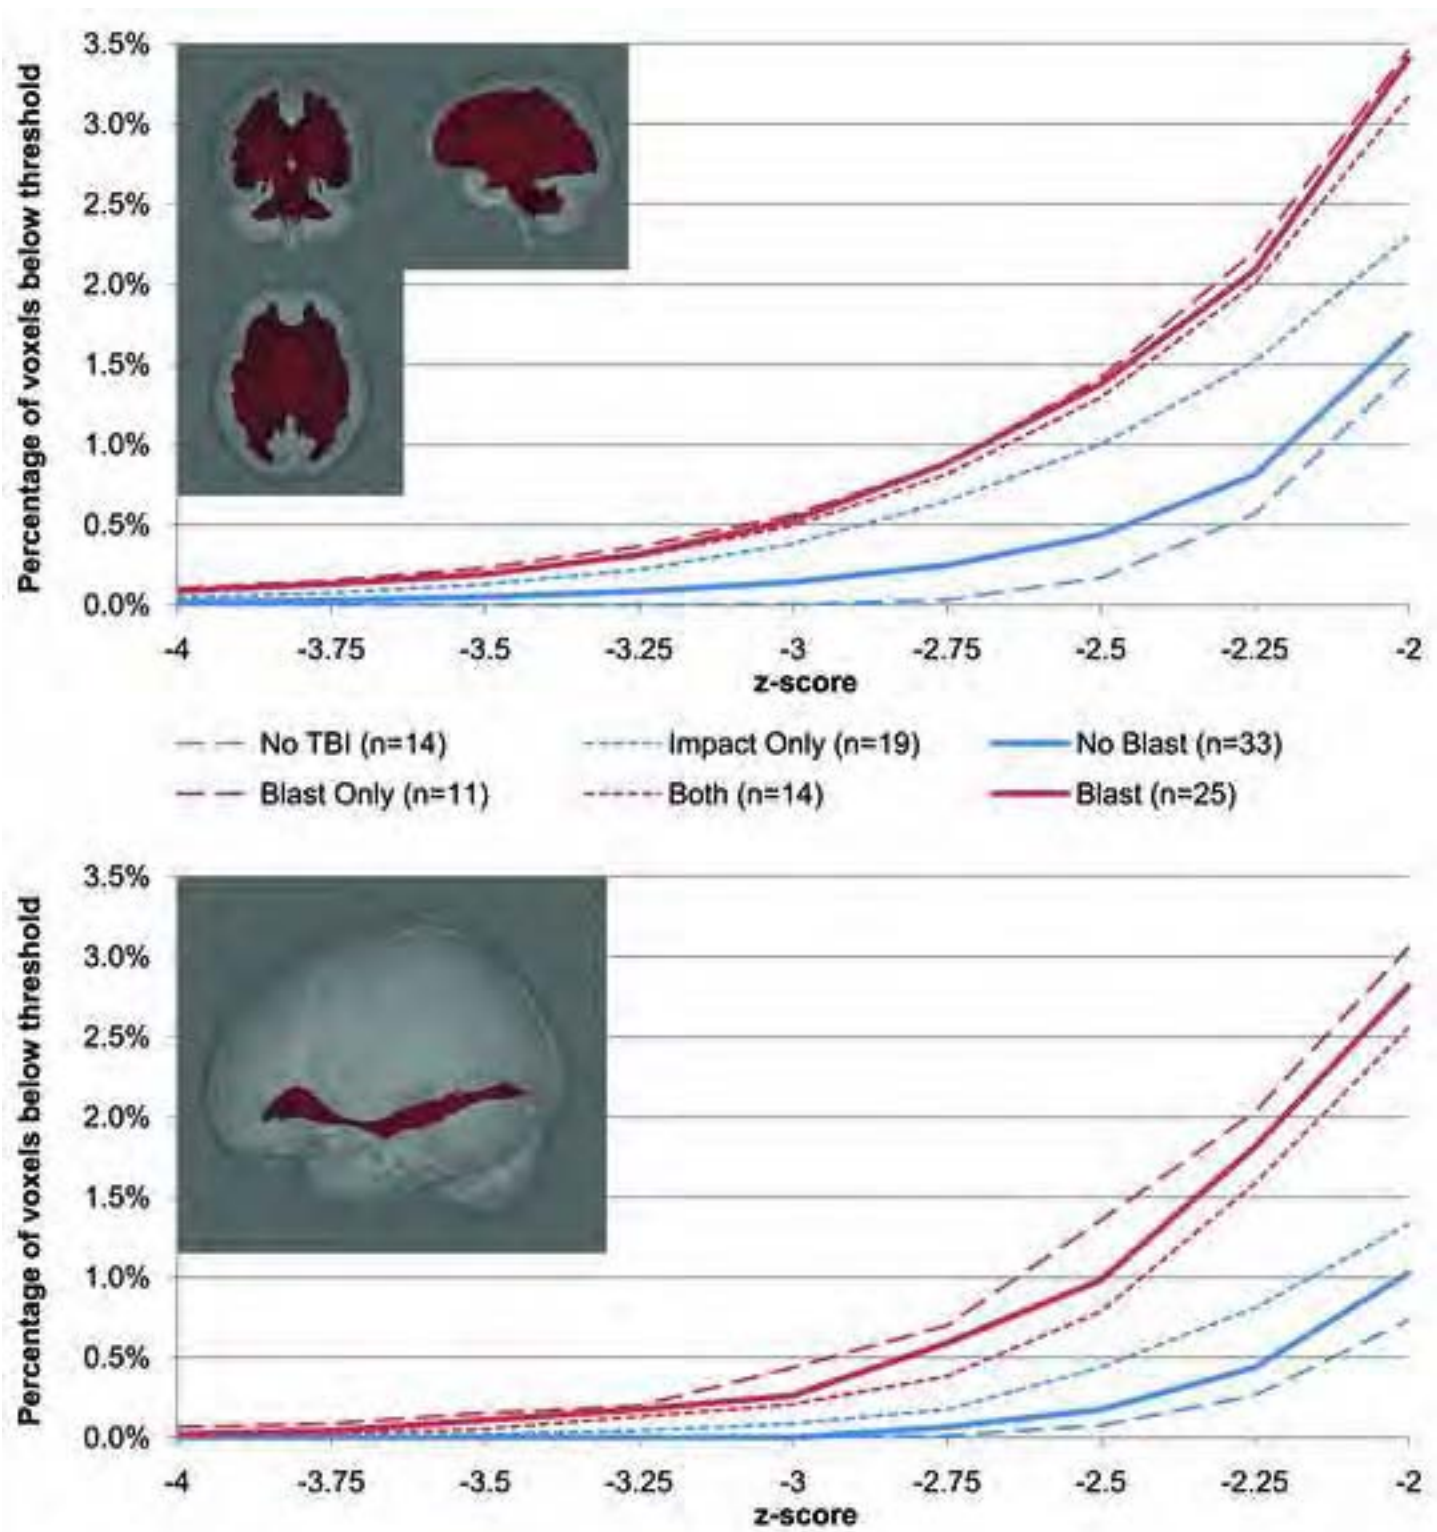 Percentage of voxels below threshold
3.5%
3.0%
2.5%
2.0%
1.5%
1.0%
0.5%
0.0%
-4 -3.75 -3.5 -3.25 -3 -2.75 -2.5 -2.25 -2
z-score
No TBI (n=14) Impact Only (n=19) No Blast (n=33)
Blast Only (n=11) Both (n=14) Blast (n=25)
Percentage of voxels below threshold
3.5%
3.0%
2.5%
2.0%
1.5%
1.0%
0.5%
0.0%
-4 -3.75 -3.5 -3.25 -3 -2.75 -2.5 -2.25 -2
z-score